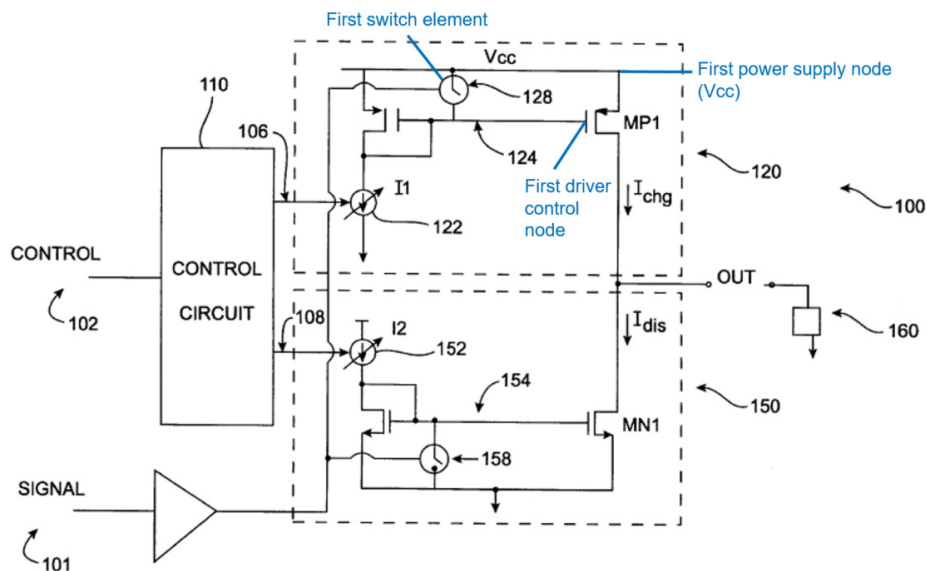 First switch element
Vcc
First power supply node
(Vcc)
110
128
106
MP1
124
120
I1
First driver
control
node
Ichg
100
122
CONTROL
CONTROL
CIRCUIT
OUT
102
108
I2
Idis
160
152
154
150
MN1
158
SIGNAL
101